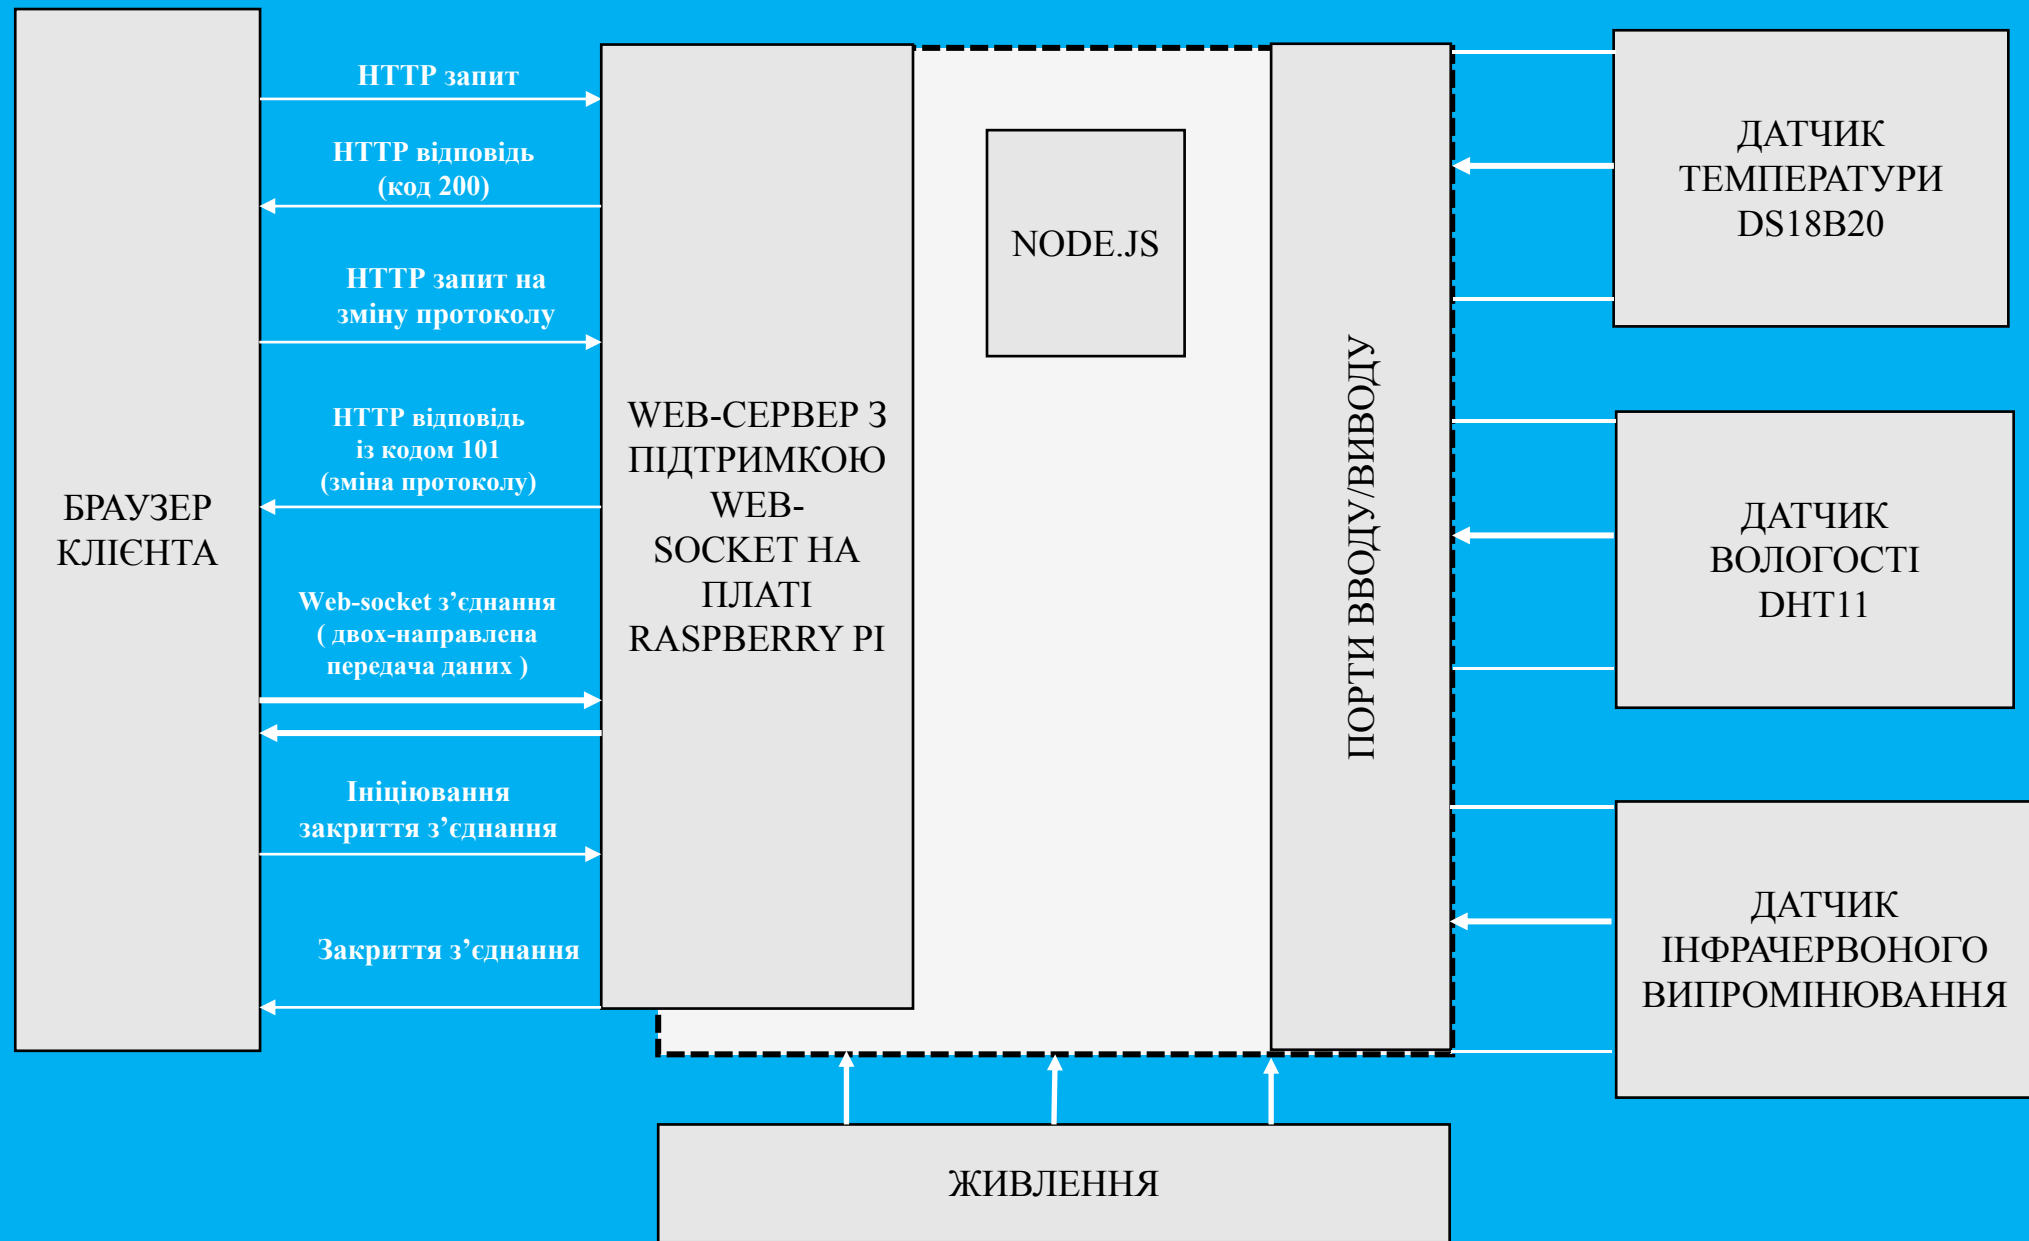 БРАУЗЕР
КЛІЄНТА
HTTP запит
HTTP відповідь
(код 200)
HTTP запит на
зміну протоколу
HTTP відповідь
із кодом 101
(зміна протоколу)
Web-socket з’єднання
( двох-направлена
передача даних )
Ініціювання
закриття з’єднання
Закриття з’єднання
WEB-СЕРВЕР З
ПІДТРИМКОЮ
WEB-
SOCKET НА
ПЛАТІ
RASPBERRY PI
NODE.JS
ПОРТИ ВВОДУ/ВИВОДУ
ДАТЧИК
ТЕМПЕРАТУРИ
DS18B20
ДАТЧИК
ВОЛОГОСТІ
DHT11
ДАТЧИК
ІНФРАЧЕРВОНОГО
ВИПРОМІНЮВАННЯ
ЖИВЛЕННЯ